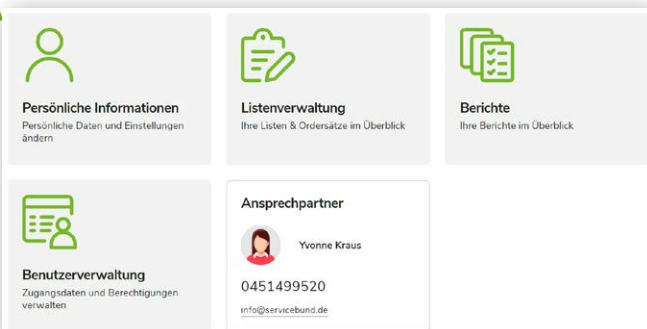 Persönliche Informationen
Persönliche Daten und Einstellungen
ändern
Listenverwaltung
Ihre Listen & Ordersätze im Überblick
Berichte
Ihre Berichte im Überblick
Benutzerverwaltung
Zugangsdaten und Berechtigungen
verwalten
Ansprechpartner
Yvonne Kraus
0451499520
info@servicebund.de